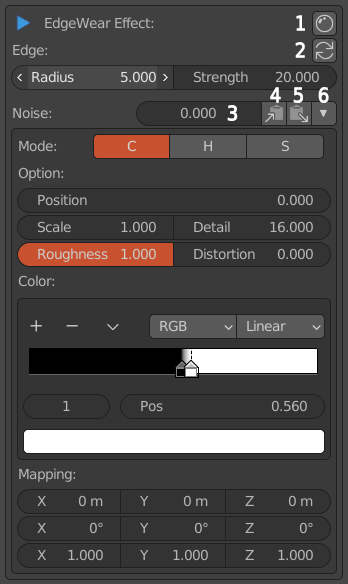 EdgeWear Effect: 1
Edge: 2
Radius 5.000 Strength 20.000
4 5 6
Noise: 0.000 3
Mode: C H S
Option:
Position 0.000
Scale 1.000 Detail 16.000
Roughness 1.000 Distortion 0.000
Color:
RGB Linear
1 Pos 0.560
Mapping:
X 0 m Y 0 m Z 0 m
X 0° Y 0° Z 0°
X 1.000 Y 1.000 Z 1.000